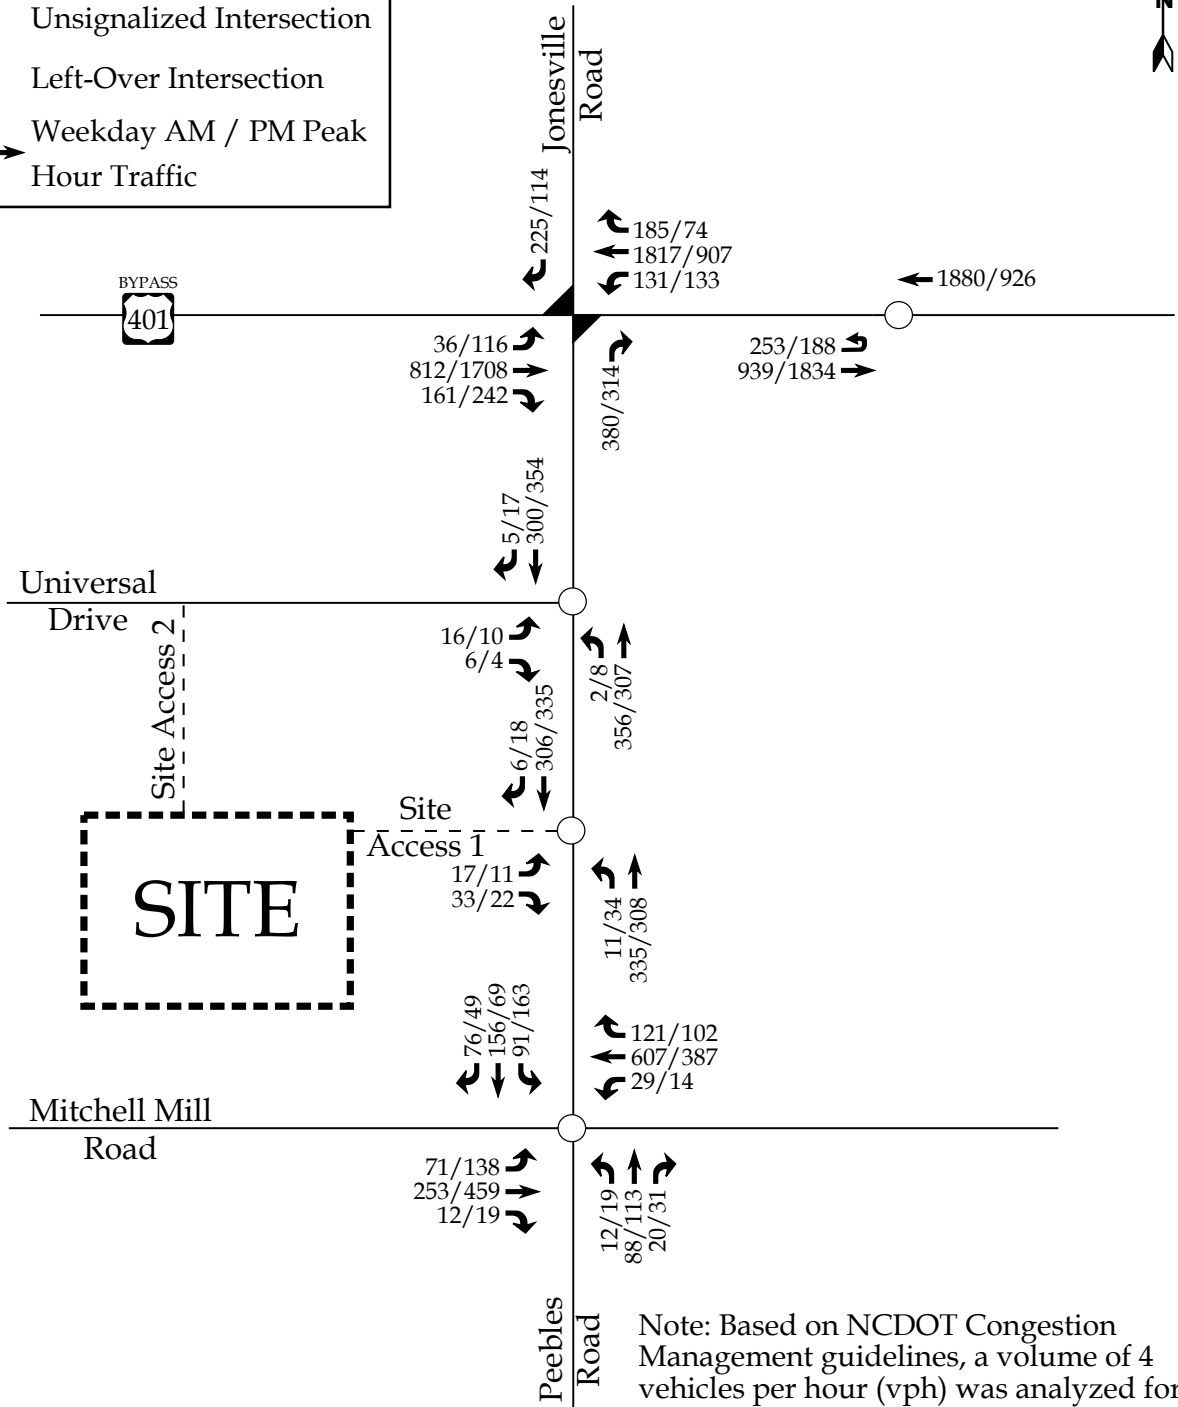 Unsignalized Intersection
Left-Over Intersection
Weekday AM / PM Peak
Hour Traffic
N
Jonesville
Road
225/114
185/74
1817/907
131/133
1880/926
BYPASS
401
36/116
812/1708
161/242
380/314
253/188
939/1834
5/17
300/354
Universal
Drive
16/10
6/4
2/8
356/307
Site Access 2
6/18
306/335
Site
Access 1
17/11
33/22
11/34
335/308
SITE
76/49
156/69
91/163
121/102
607/387
29/14
Mitchell Mill
Road
71/138
253/459
12/19
12/19
88/113
20/31
Peebles
Road
Note: Based on NCDOT Congestion
Management guidelines, a volume of 4
vehicles per hour (vph) was analyzed for